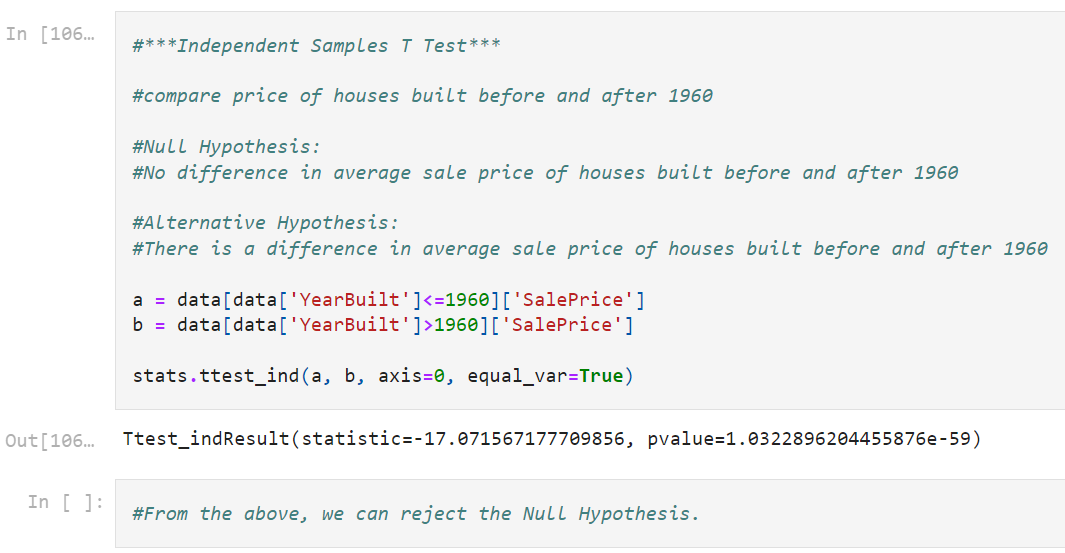 In [106…
#***Independent Samples T Test***
#compare price of houses built before and after 1960
#Null Hypothesis:
#No difference in average sale price of houses built before and after 1960
#Alternative Hypothesis:
#There is a difference in average sale price of houses built before and after 1960
a = data[data['YearBuilt']<=1960]['SalePrice']
b = data[data['YearBuilt']>1960]['SalePrice']
stats.ttest_ind(a, b, axis=0, equal_var=True)
Out[106…
Ttest_indResult(statistic=-17.071567177709856, pvalue=1.0322896204455876e-59)
In [ ]:
#From the above, we can reject the Null Hypothesis.